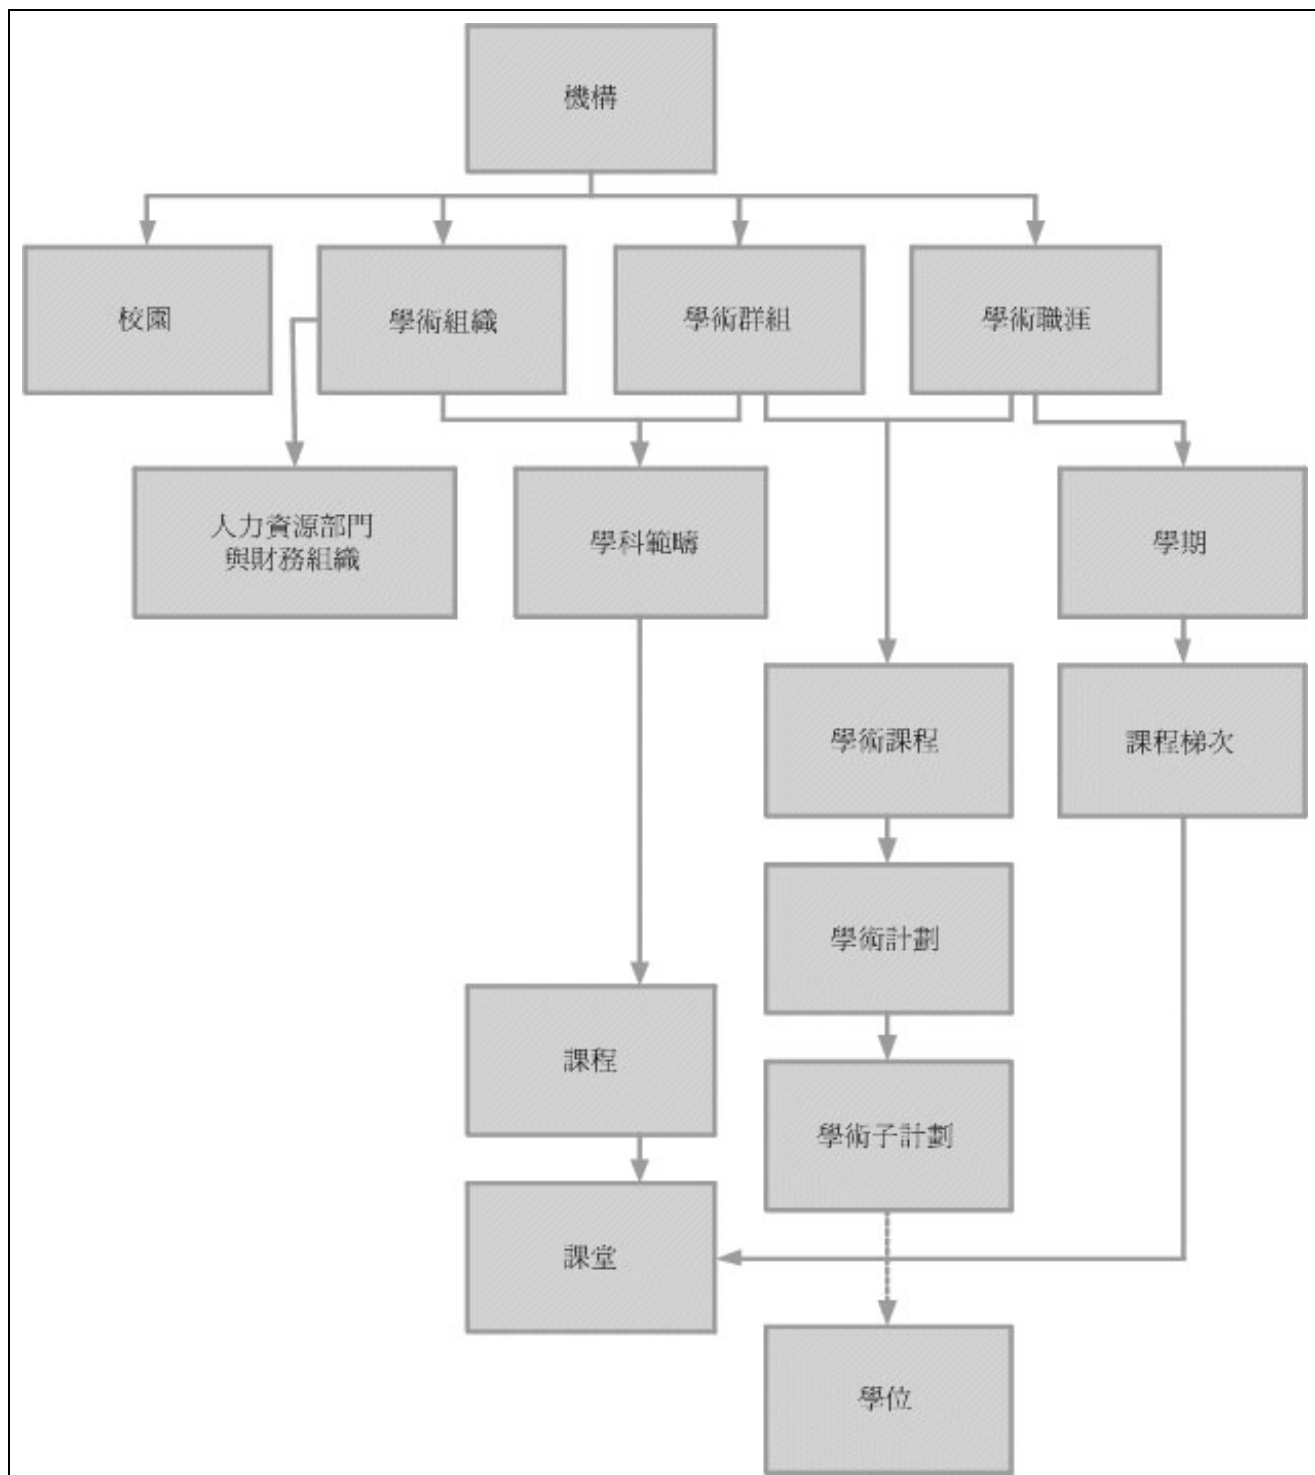 機構
校園
學術組織
學術群組
學術職涯
人力資源部門
與財務組織
學科範疇
學期
學術課程
課程梯次
學術計劃
課程
學術子計劃
課堂
學位